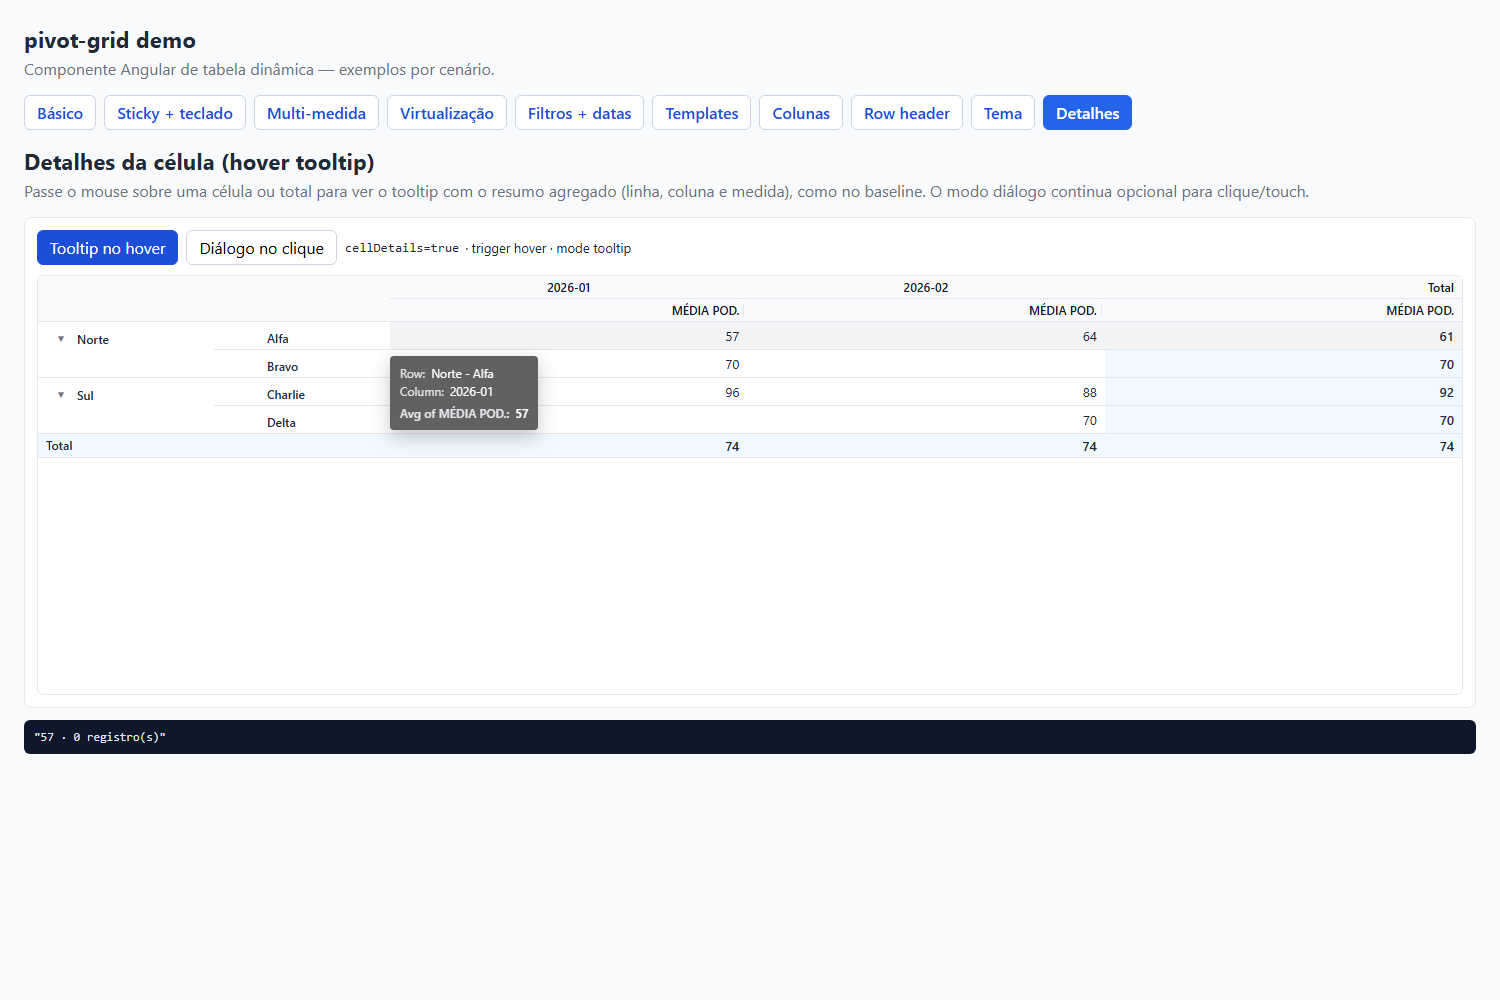 pivot-grid demo
Componente Angular de tabela dinâmica — exemplos por cenário.
Básico Sticky + teclado Multi-medida Virtualização Filtros + datas Templates Colunas Row header Tema Detalhes
Detalhes da célula (hover tooltip)
Passe o mouse sobre uma célula ou total para ver o tooltip com o resumo agregado (linha, coluna e medida), como no baseline. O modo diálogo continua opcional para clique/touch.
Tooltip no hover Diálogo no clique cellDetails=true · trigger hover · mode tooltip
2026-01 2026-02 Total
MÉDIA POD. MÉDIA POD. MÉDIA POD.
▼ Norte Alfa 57 64 61
Bravo 70 70
▼ Sul Charlie 96 88 92
Delta 70 70
Total 74 74 74
Row: Norte - Alfa
Column: 2026-01
Avg of MÉDIA POD.: 57
"57 · 0 registro(s)"